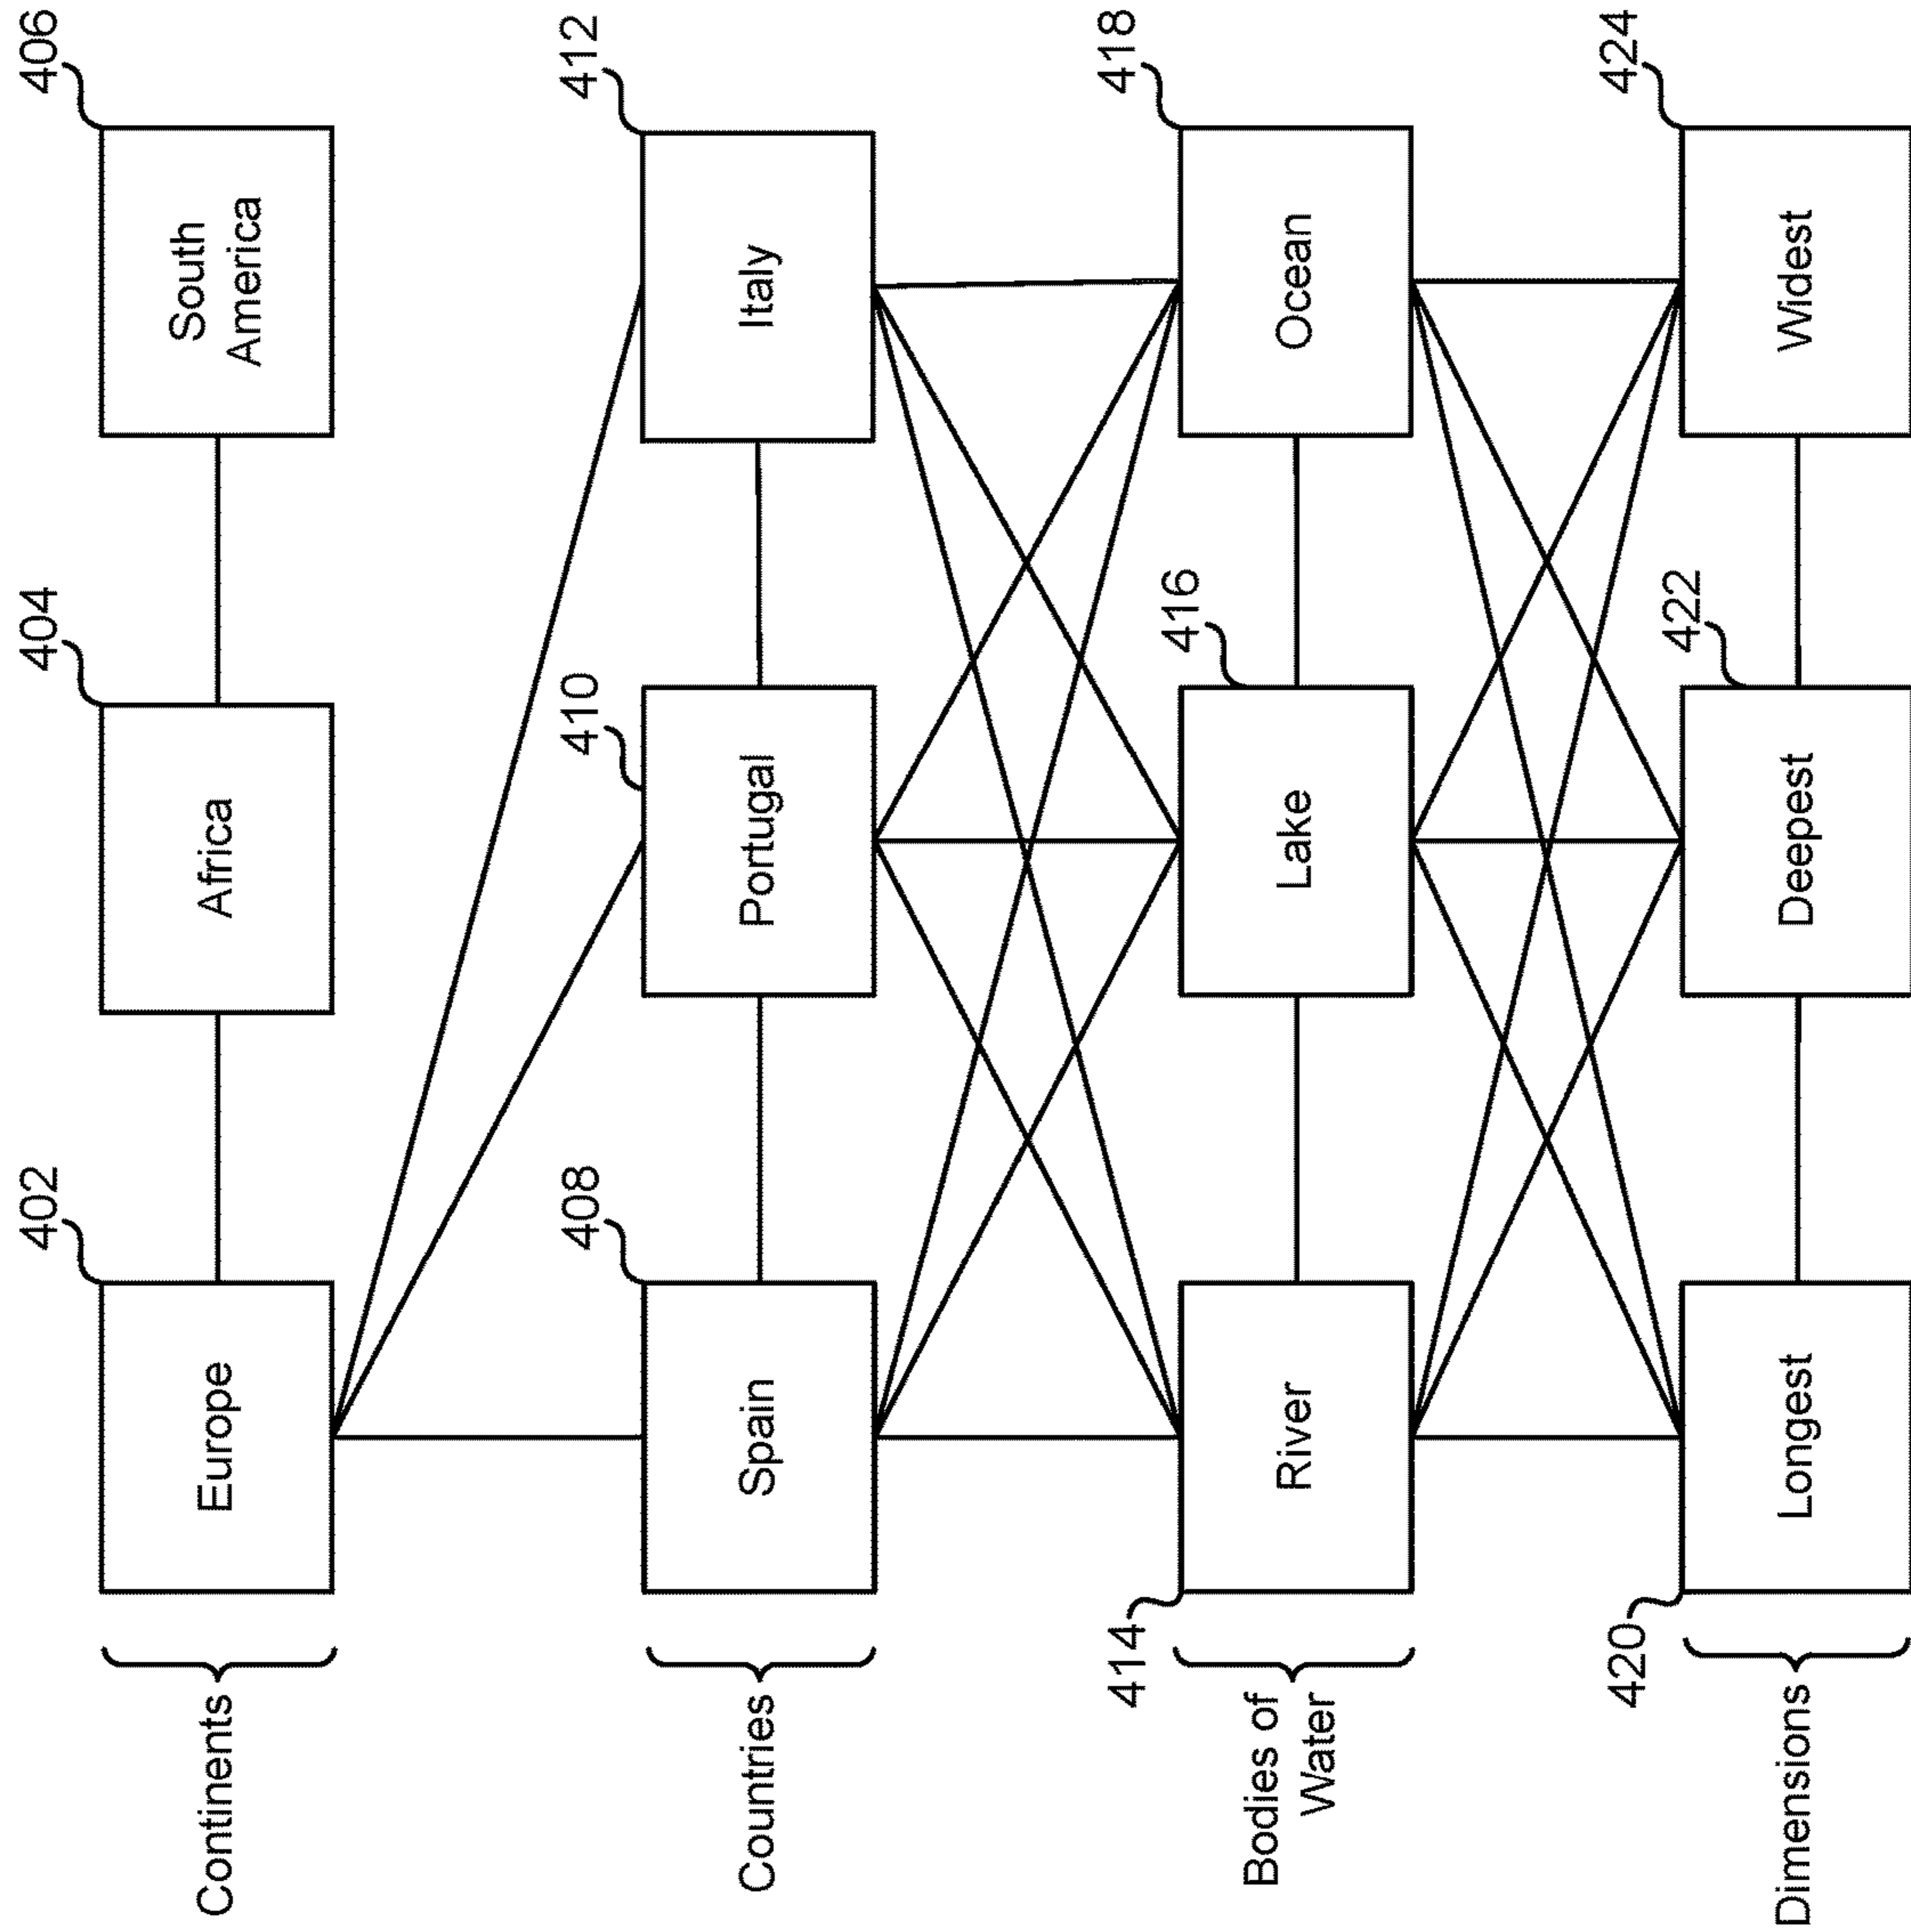 402
404
406
Continents
Europe
Africa
South
America
408
410
412
Countries
Spain
Portugal
Italy
414
416
418
Bodies of
Water
River
Lake
Ocean
420
422
424
Dimensions
Longest
Deepest
Widest